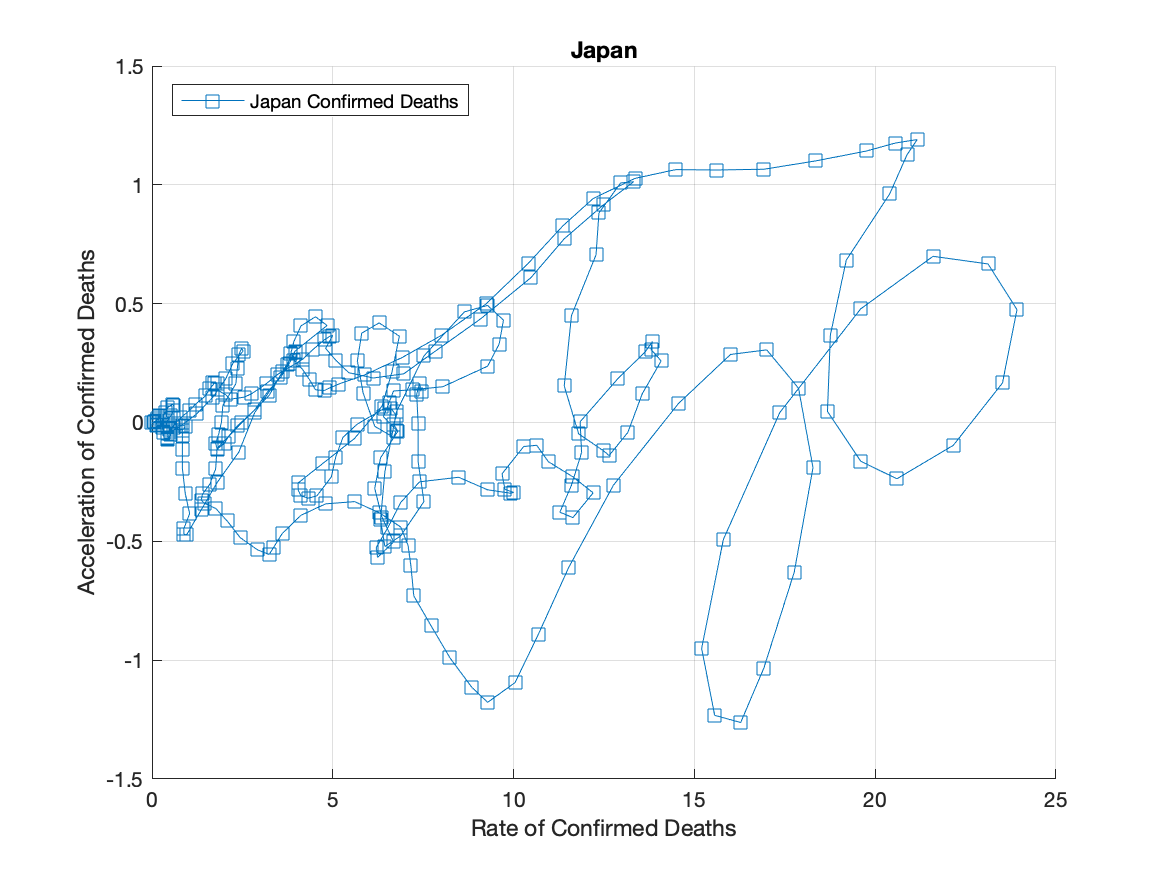 Japan
1.5
Japan Confirmed Deaths
1
0.5
0
-0.5
-1
-1.5
Acceleration of Confirmed Deaths
0 5 10 15 20 25
Rate of Confirmed Deaths